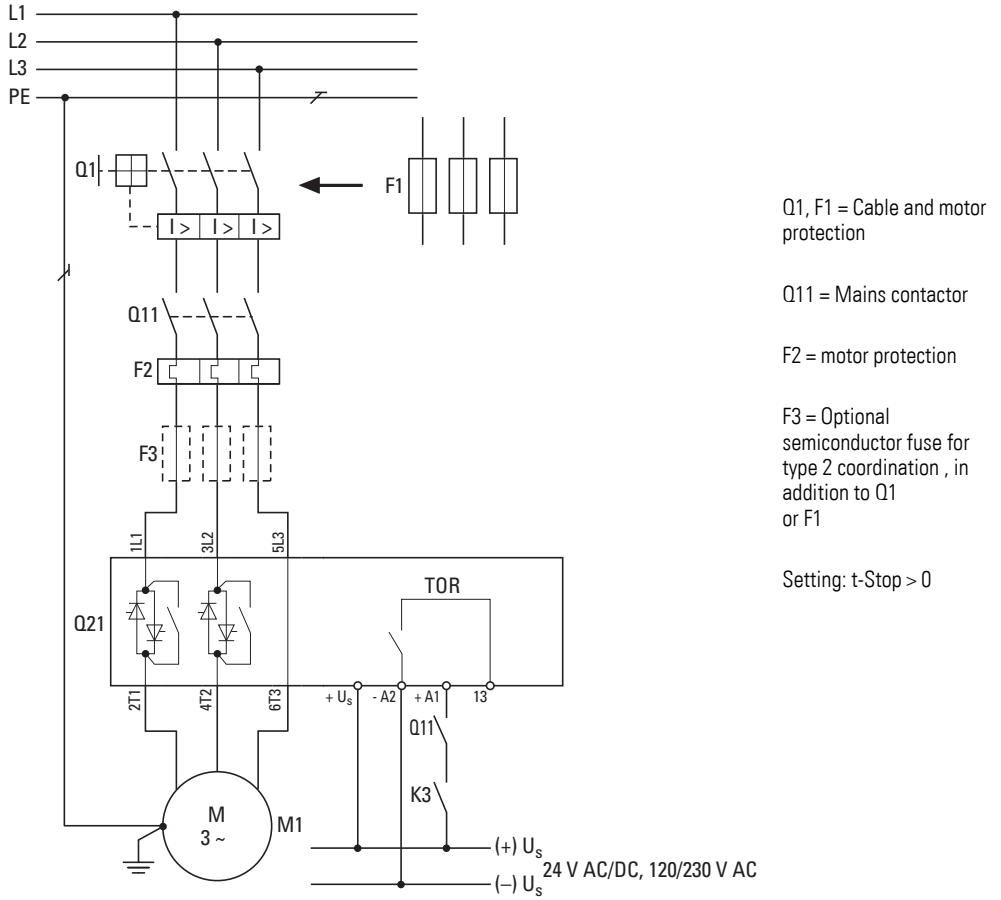 L1
L2
L3
PE
Q1
F1
I > I > I >
Q11
F2
F3
1L1 3L2 5L3
Q21
TOR
2T1 4T2 6T3
+ Us - A2 + A1 13
Q11
K3
M
3 ~
M1
(+) Us
(–) Us
24 V AC/DC, 120/230 V AC
Q1, F1 = Cable and motor
protection
Q11 = Mains contactor
F2 = motor protection
F3 = Optional
semiconductor fuse for
type 2 coordination , in
addition to Q1
or F1
Setting: t-Stop > 0